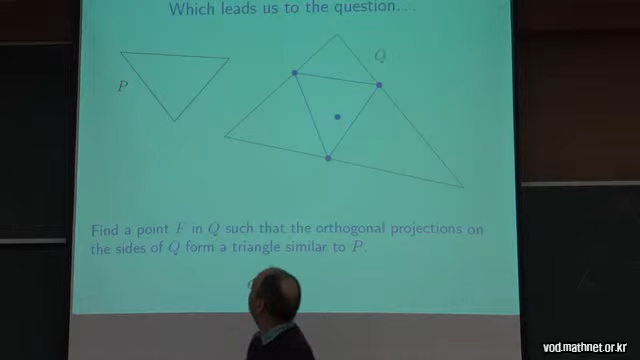 Which leads us to the question...
Q
P
Find a point F in Q such that the orthogonal projections on
the sides of Q form a triangle similar to P.
vod.mathnet.or.kr